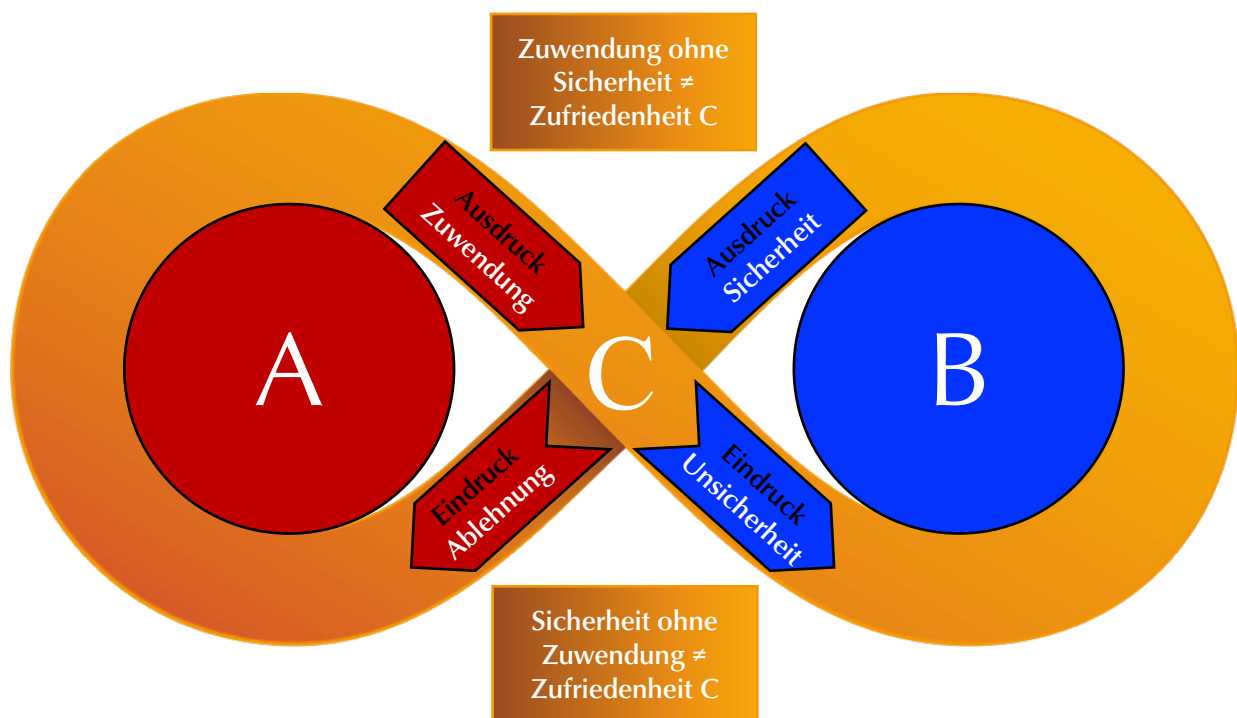 Zuwendung ohne
Sicherheit ≠
Zufriedenheit C
Ausdruck
Zuwendung
Ausdruck
Sicherheit
A
C
B
Eindruck
Ablehnung
Eindruck
Unsicherheit
Sicherheit ohne
Zuwendung ≠
Zufriedenheit C